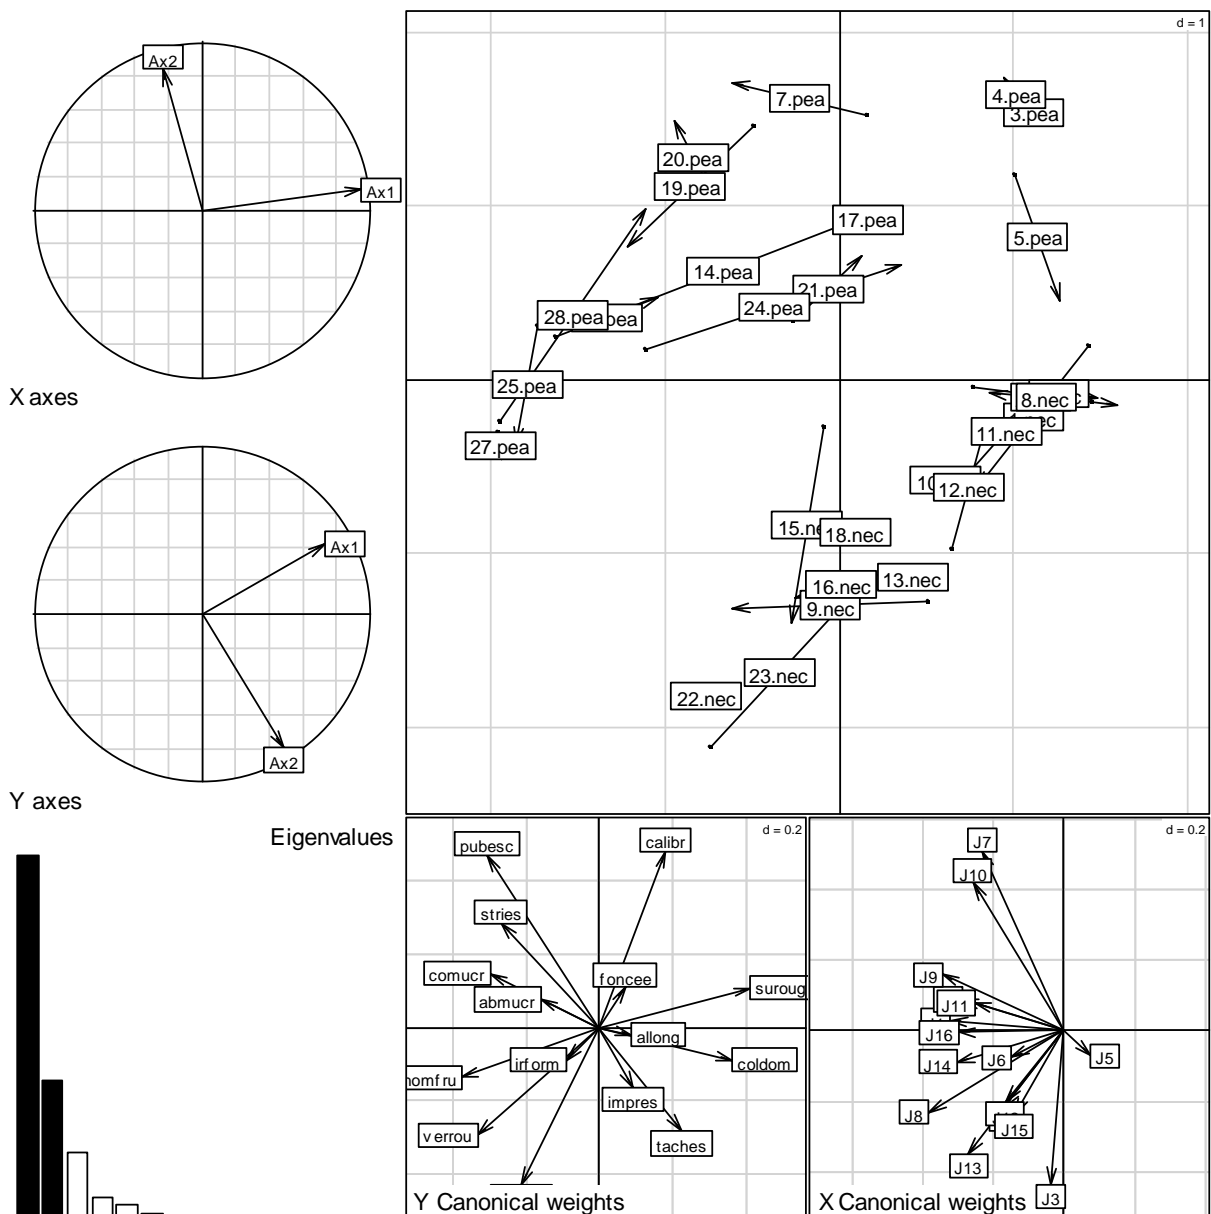 Ax2
Ax1
X axes
Ax1
Ax2
Y axes
Eigenvalues
d = 1
7.pea
4.pea
3.pea
20.pea
19.pea
17.pea
5.pea
14.pea
21.pea
24.pea
28.pea
pea
25.pea
8.nec
11.nec
27.pea
12.nec
15.ne
18.nec
16.nec
13.nec
9.nec
23.nec
22.nec
d = 0.2
pubesc
calibr
stries
comucr
foncee
abmucr
suroug
allong
irform
coldom
nomfru
impres
verrou
taches
Y Canonical weights
d = 0.2
J7
J10
J9
J11
J16
J14
J6
J5
J8
J15
J13
J3
X Canonical weights